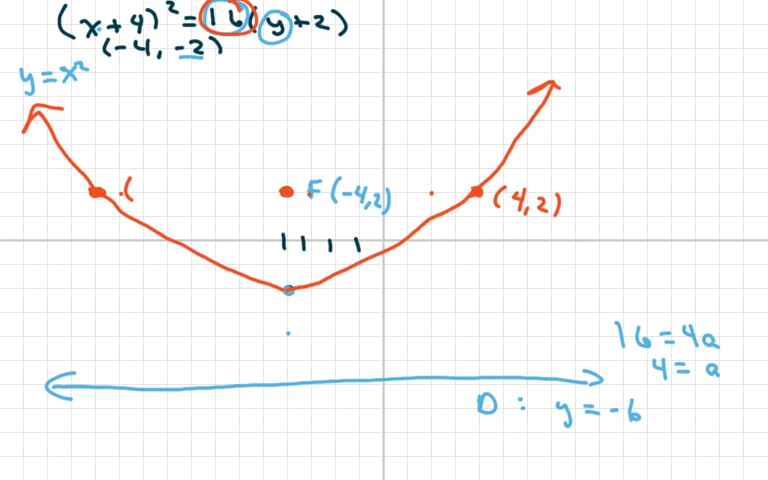 (x+4)² = 16(y+2)
(-4, -2)
y = x²
(
F(-4,2)
(4,2)
16 = 4a
4 = a
D : y = -6